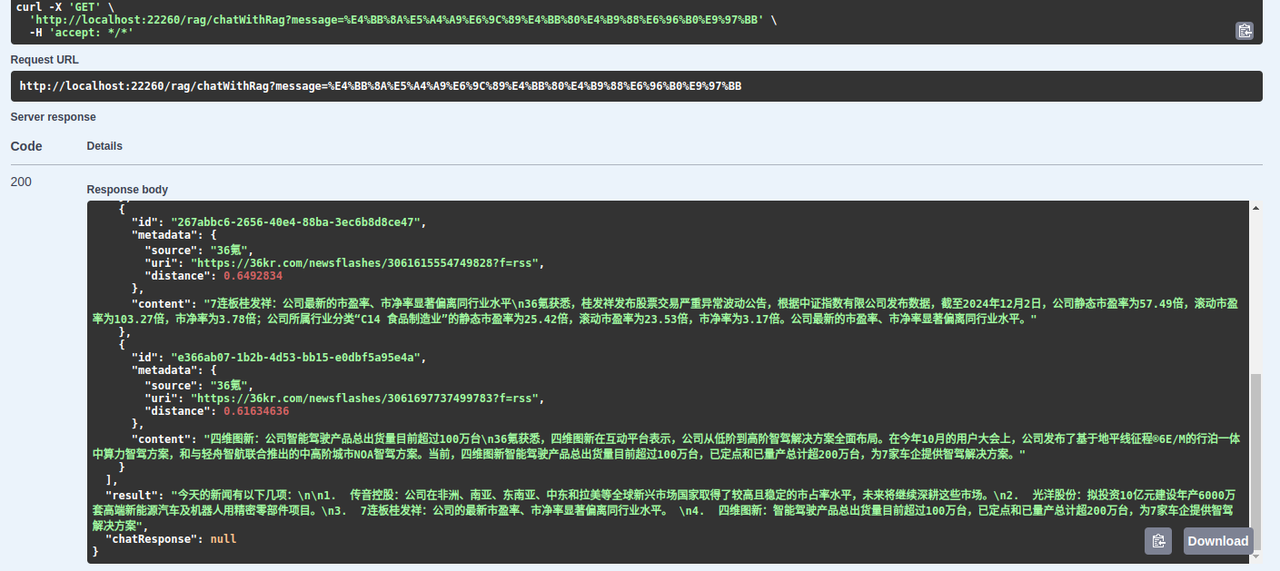 curl -X 'GET' \
'http://localhost:22260/rag/chatWithRag?message=%E4%BB%8A%E5%A4%A9%E6%9C%89%E4%BB%80%E4%B9%88%E6%96%B0%E9%97%BB' \
-H 'accept: */*'
Request URL
http://localhost:22260/rag/chatWithRag?message=%E4%BB%8A%E5%A4%A9%E6%9C%89%E4%BB%80%E4%B9%88%E6%96%B0%E9%97%BB
Server response
Code Details
200
Response body
{
"id": "267abbc6-2656-40e4-88ba-3ec6b8d8ce47",
"metadata": {
"source": "36氪",
"uri": "https://36kr.com/newsflashes/3061615554749828?f=rss",
"distance": 0.6492834
},
"content": "7连板桂发祥：公司最新的市盈率、市净率显著偏离同行业水平\n36氪获悉，桂发祥发布股票交易严重异常波动公告，根据中证指数有限公司发布数据，截至2024年12月2日，公司静态市盈率为57.49倍，滚动市盈
率为103.27倍，市净率为3.78倍；公司所属行业分类“C14 食品制造业”的静态市盈率为25.42倍，滚动市盈率为23.53倍，市净率为3.17倍。公司最新的市盈率、市净率显著偏离同行业水平。"
},
{
"id": "e366ab07-1b2b-4d53-bb15-e0dbf5a95e4a",
"metadata": {
"source": "36氪",
"uri": "https://36kr.com/newsflashes/3061697737499783?f=rss",
"distance": 0.61634636
},
"content": "四维图新：公司智能驾驶产品总出货量目前超过100万台\n36氪获悉，四维图新在互动平台表示，公司从低阶到高阶智驾解决方案全面布局。在今年10月的用户大会上，公司发布了基于地平线征程®6E/M的行泊一体
中算力智驾方案，和与轻舟智航联合推出的中高阶城市NOA智驾方案。当前，四维图新智能驾驶产品总出货量目前超过100万台，已定点和已量产总计超200万台，为7家车企提供智驾解决方案。"
}
],
"result": "今天的新闻有以下几项：\n\n1. 传音控股：公司在非洲、南亚、东南亚、中东和拉美等全球新兴市场国家取得了较高且稳定的市占率水平，未来将继续深耕这些市场。\n2. 光洋股份：拟投资10亿元建设年产6000万
套高端新能源汽车及机器人用精密零部件项目。\n3. 7连板桂发祥：公司的最新市盈率、市净率显著偏离同行业水平。 \n4. 四维图新：智能驾驶产品总出货量目前超过100万台，已定点和已量产总计超200万台，为7家车企提供智驾
解决方案",
"chatResponse": null
}
Download